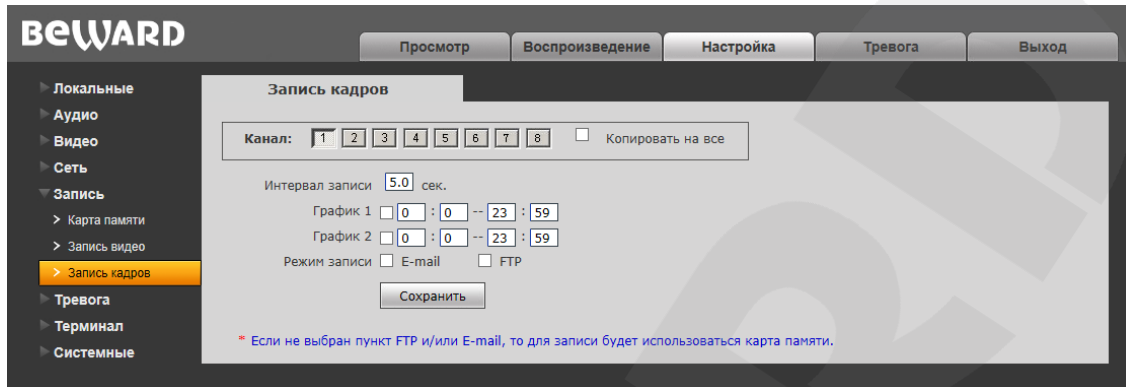 BEWARD
Просмотр Воспроизведение Настройка Тревога Выход
Локальные
Аудио
Видео
Сеть
Запись
> Карта памяти
> Запись видео
> Запись кадров
Тревога
Терминал
Системные
Запись кадров
Канал: 1 2 3 4 5 6 7 8 Копировать на все
Интервал записи 5.0 сек.
График 1 0 : 0 -- 23 : 59
График 2 0 : 0 -- 23 : 59
Режим записи E-mail FTP
Сохранить
* Если не выбран пункт FTP и/или E-mail, то для записи будет использоваться карта памяти.